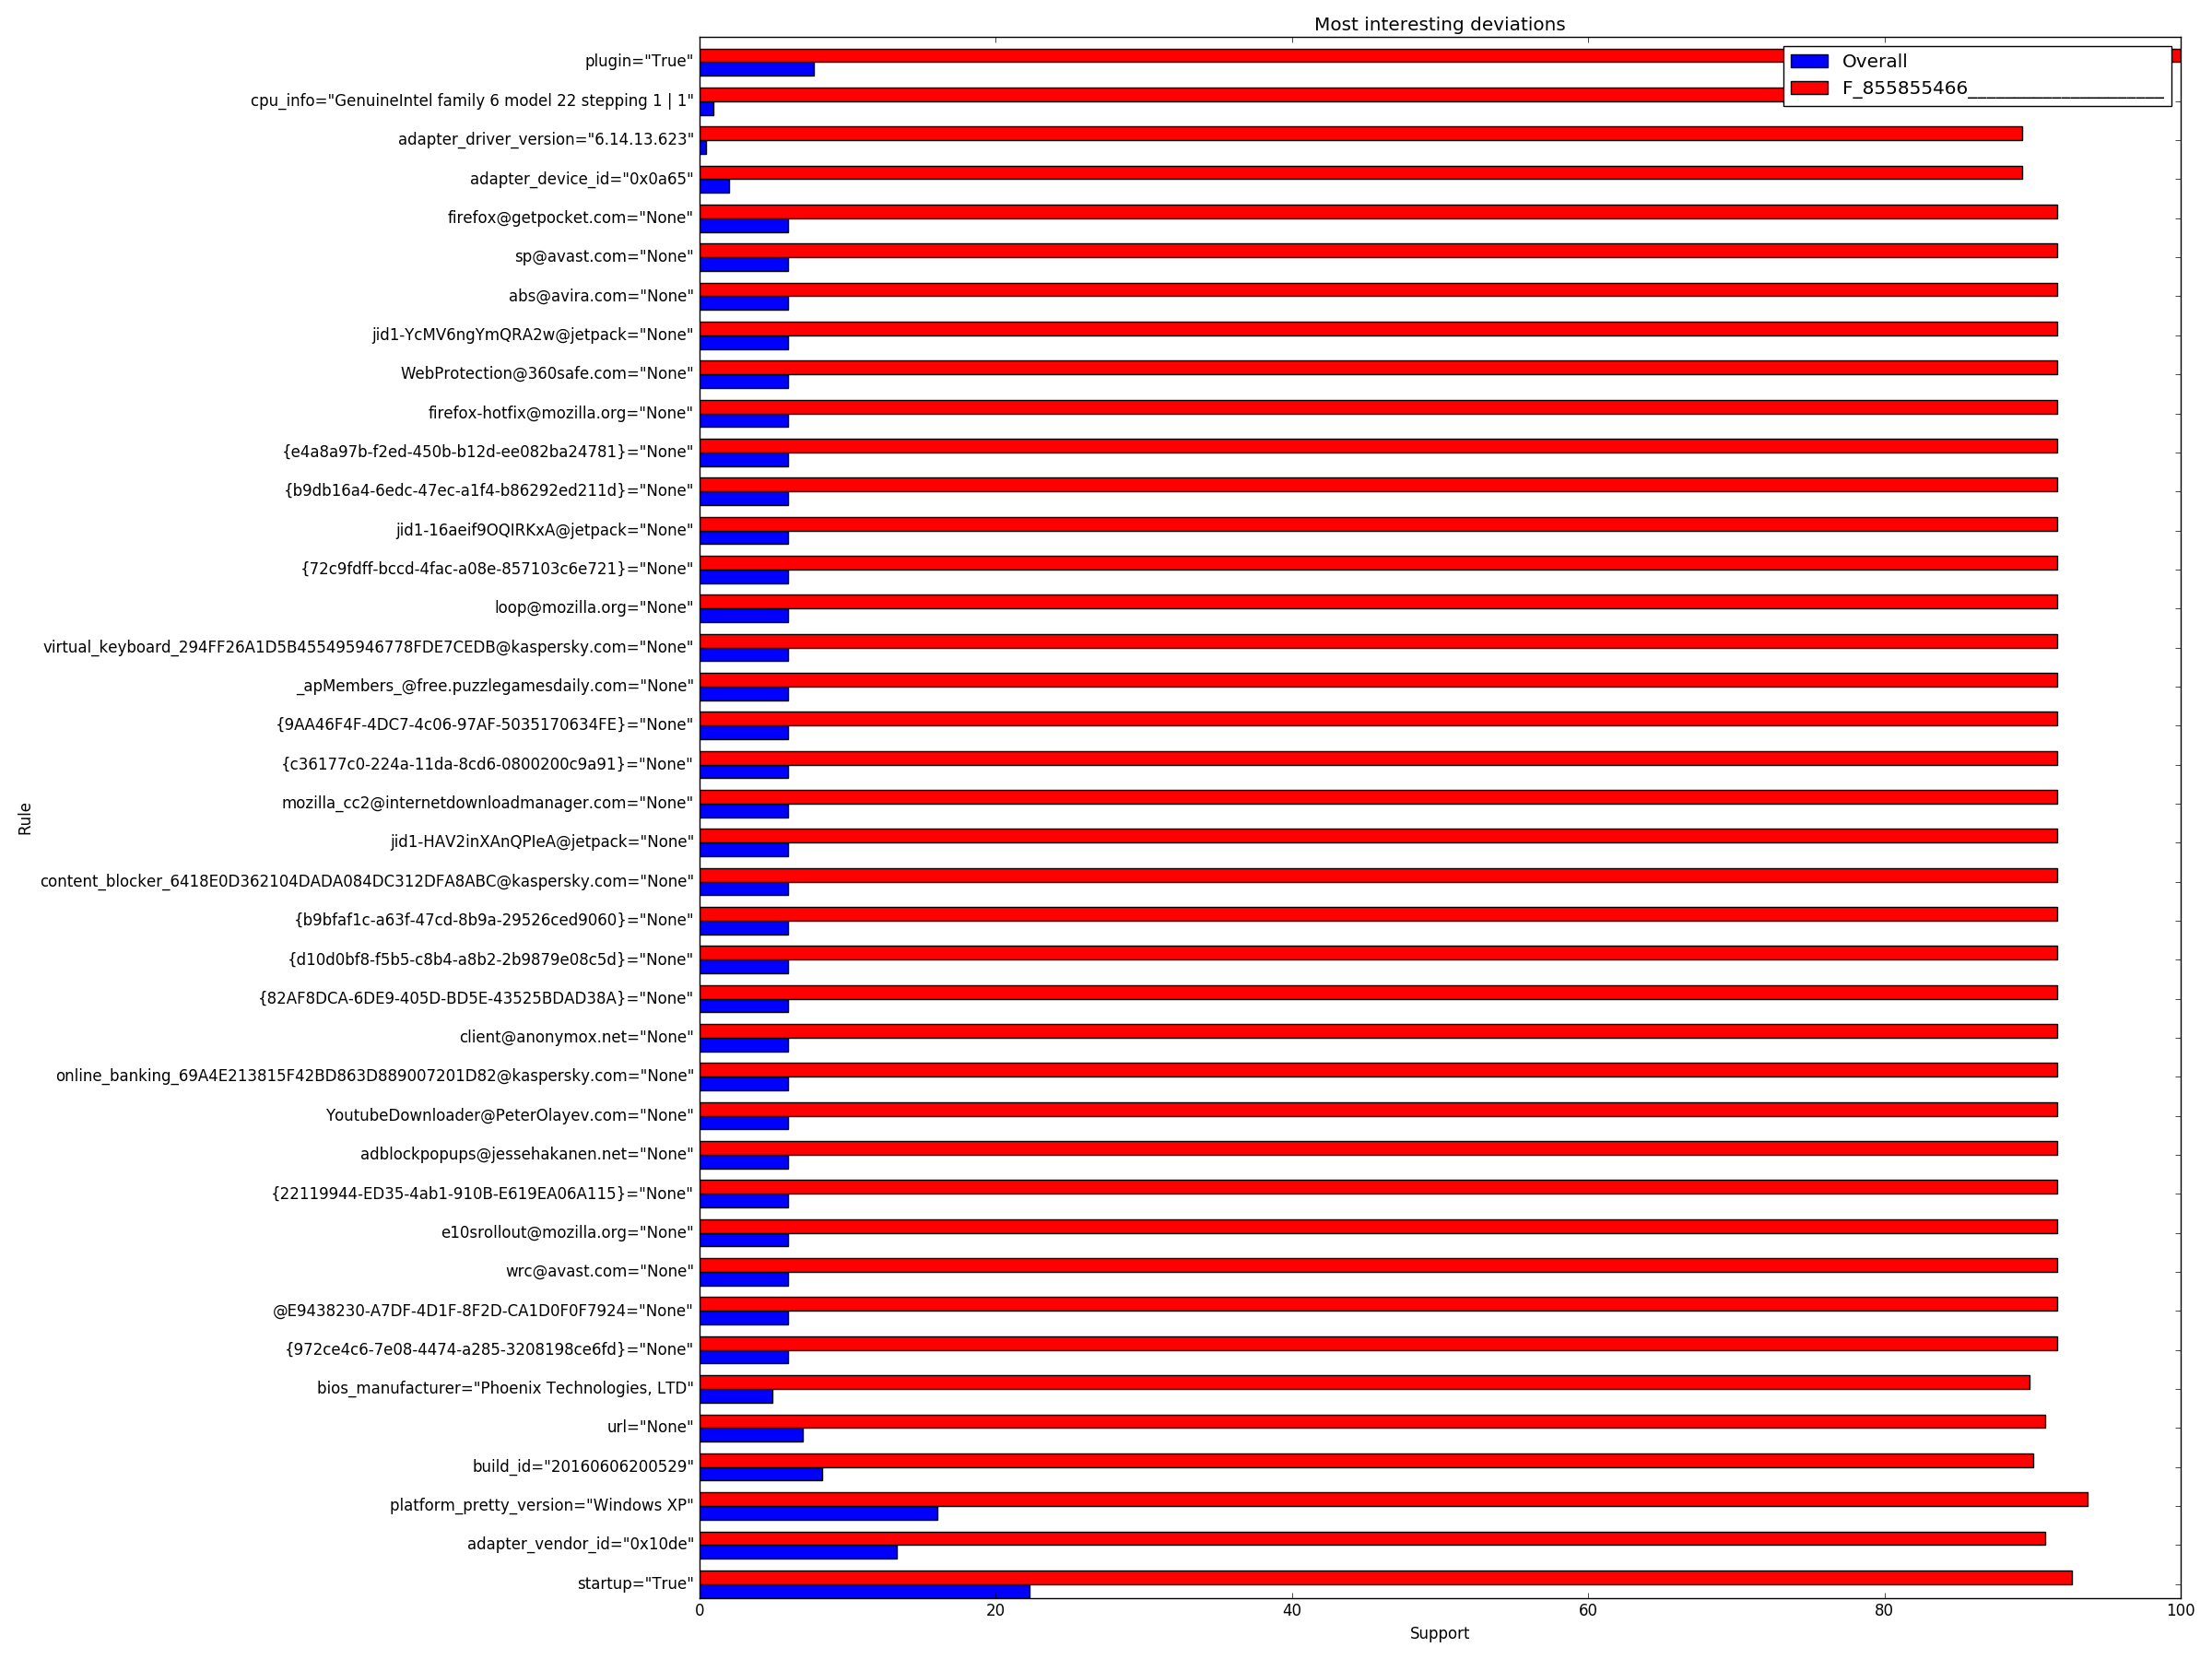 Most interesting deviations
Overall
F_855855466_____________________
plugin="True"
cpu_info="GenuineIntel family 6 model 22 stepping 1 | 1"
adapter_driver_version="6.14.13.623"
adapter_device_id="0x0a65"
firefox@getpocket.com="None"
sp@avast.com="None"
abs@avira.com="None"
jid1-YcMV6ngYmQRA2w@jetpack="None"
WebProtection@360safe.com="None"
firefox-hotfix@mozilla.org="None"
{e4a8a97b-f2ed-450b-b12d-ee082ba24781}="None"
{b9db16a4-6edc-47ec-a1f4-b86292ed211d}="None"
jid1-16aeif9OQIRKxA@jetpack="None"
{72c9fdff-bccd-4fac-a08e-857103c6e721}="None"
loop@mozilla.org="None"
virtual_keyboard_294FF26A1D5B455495946778FDE7CEDB@kaspersky.com="None"
_apMembers_@free.puzzlegamesdaily.com="None"
{9AA46F4F-4DC7-4c06-97AF-5035170634FE}="None"
{c36177c0-224a-11da-8cd6-0800200c9a91}="None"
mozilla_cc2@internetdownloadmanager.com="None"
jid1-HAV2inXAnQPIeA@jetpack="None"
content_blocker_6418E0D362104DADA084DC312DFA8ABC@kaspersky.com="None"
{b9bfaf1c-a63f-47cd-8b9a-29526ced9060}="None"
{d10d0bf8-f5b5-c8b4-a8b2-2b9879e08c5d}="None"
{82AF8DCA-6DE9-405D-BD5E-43525BDAD38A}="None"
client@anonymox.net="None"
online_banking_69A4E213815F42BD863D889007201D82@kaspersky.com="None"
YoutubeDownloader@PeterOlayev.com="None"
adblockpopups@jessehakanen.net="None"
{22119944-ED35-4ab1-910B-E619EA06A115}="None"
e10srollout@mozilla.org="None"
wrc@avast.com="None"
@E9438230-A7DF-4D1F-8F2D-CA1D0F0F7924="None"
{972ce4c6-7e08-4474-a285-3208198ce6fd}="None"
bios_manufacturer="Phoenix Technologies, LTD"
url="None"
build_id="20160606200529"
platform_pretty_version="Windows XP"
adapter_vendor_id="0x10de"
startup="True"
Rule
0 20 40 60 80 100
Support